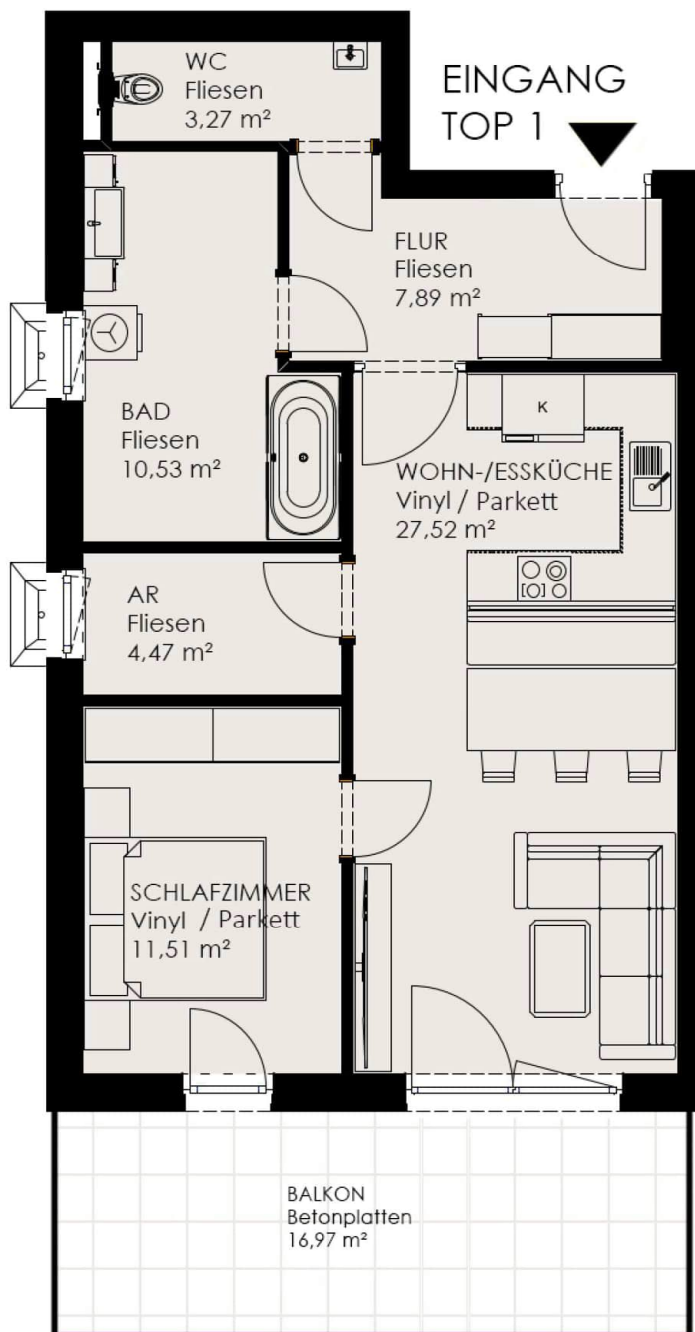 WC
Fliesen
3,27 m²
EINGANG
TOP 1
FLUR
Fliesen
7,89 m²
BAD
Fliesen
10,53 m²
K
WOHN-/ESSKÜCHE
Vinyl / Parkett
27,52 m²
AR
Fliesen
4,47 m²
SCHLAFZIMMER
Vinyl / Parkett
11,51 m²
BALKON
Betonplatten
16,97 m²